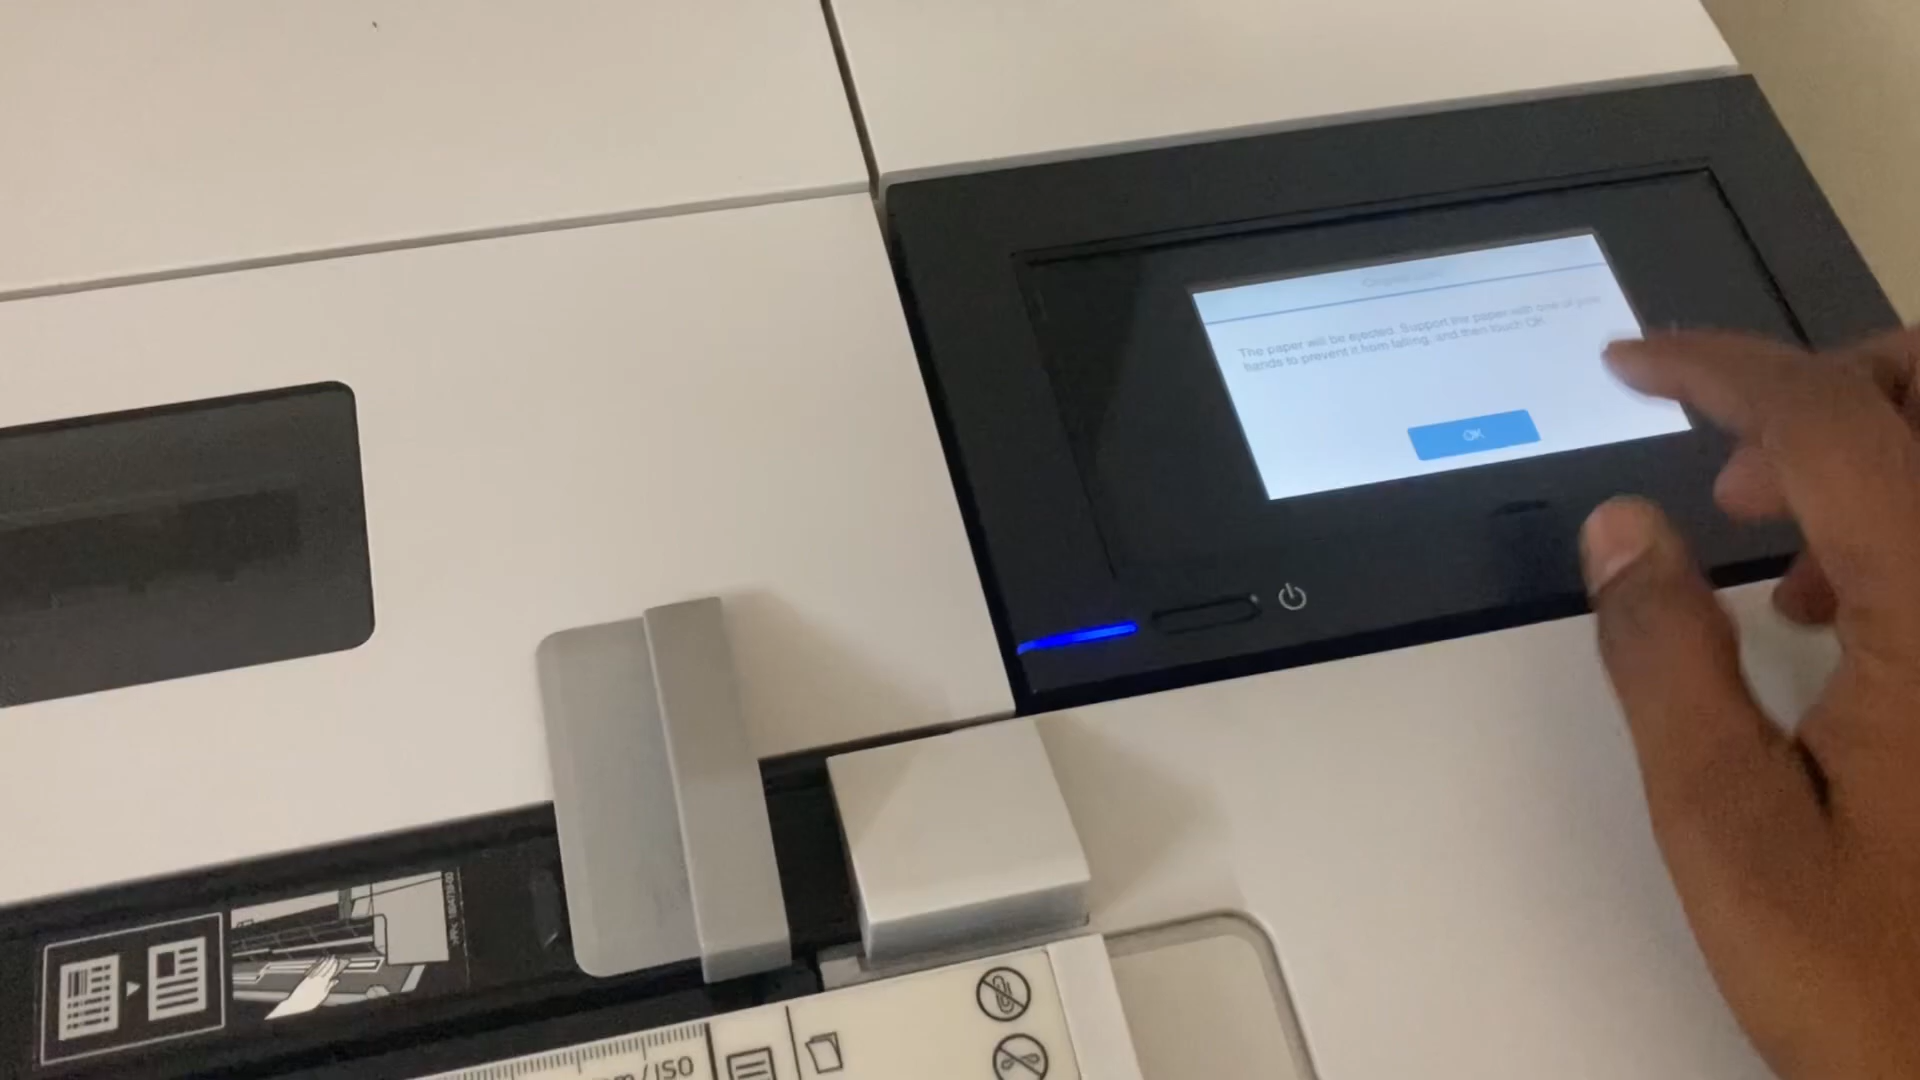 The paper will be ejected. Support the paper with one of your
hands to prevent it from falling, and then touch OK.
OK
/ISO